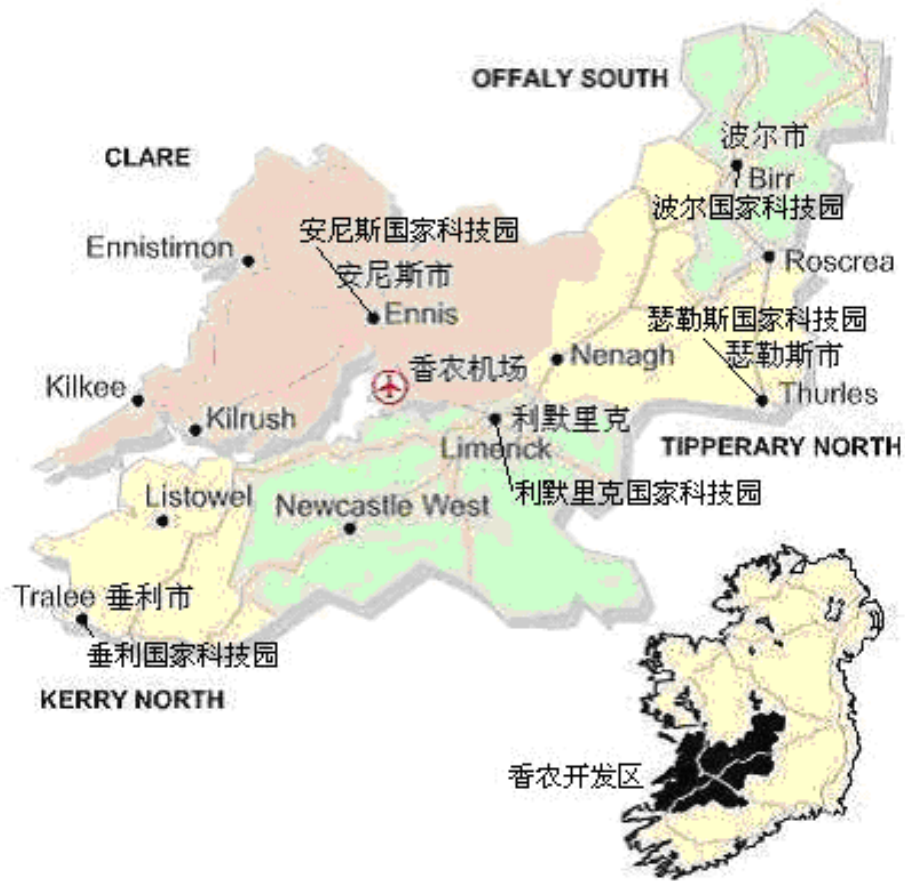 OFFALY SOUTH
波尔市
Birr
波尔国家科技园
CLARE
Ennistimon
安尼斯国家科技园
安尼斯市
Ennis
Roscrea
瑟勒斯国家科技园
瑟勒斯市
Thurles
Nenagh
香农机场
Kilkee
Kilrush
利默里克
Limerick
TIPPERARY NORTH
利默里克国家科技园
Listowel
Newcastle West
Tralee 垂利市
垂利国家科技园
KERRY NORTH
香农开发区